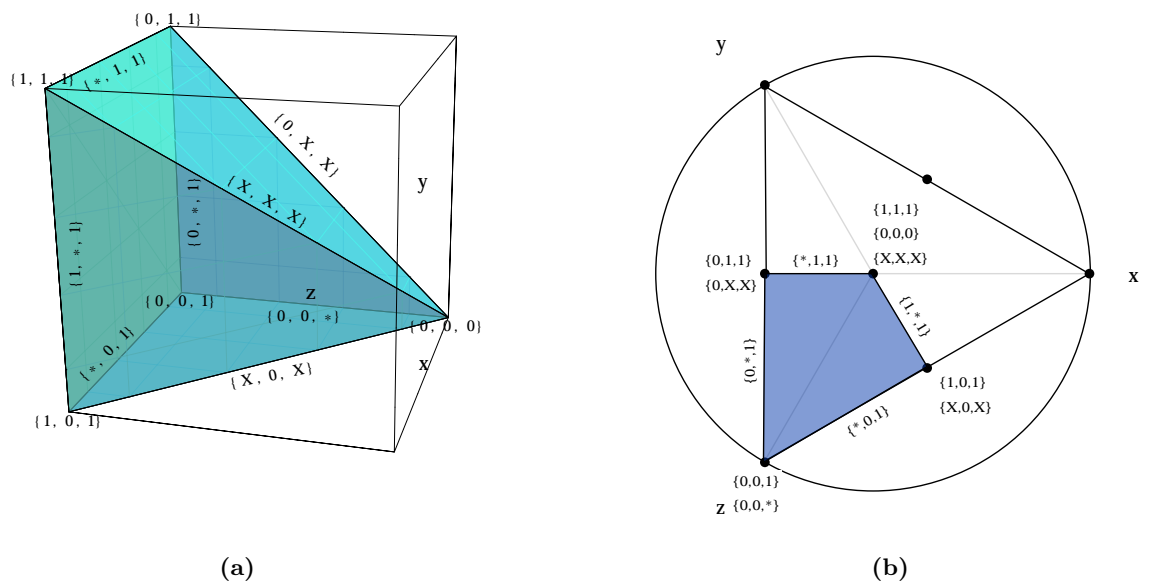 {0, 1, 1}
{*, 1, 1}
{1, 1, 1}
{0, X, X}
{X, X, X}
y
{0, *, 1}
{1, *, 1}
z
{0, 0, 1}
{0, 0, *}
{0, 0, 0}
{*, 0, 1}
x
{X, 0, X}
{1, 0, 1}
(a)
y
{1,1,1}
{0,0,0}
{X,X,X}
{0,1,1}
{*,1,1}
{0,X,X}
x
{1,*,1}
{0,*,1}
{1,0,1}
{X,0,X}
{*,0,1}
{0,0,1}
z
{0,0,*}
(b)